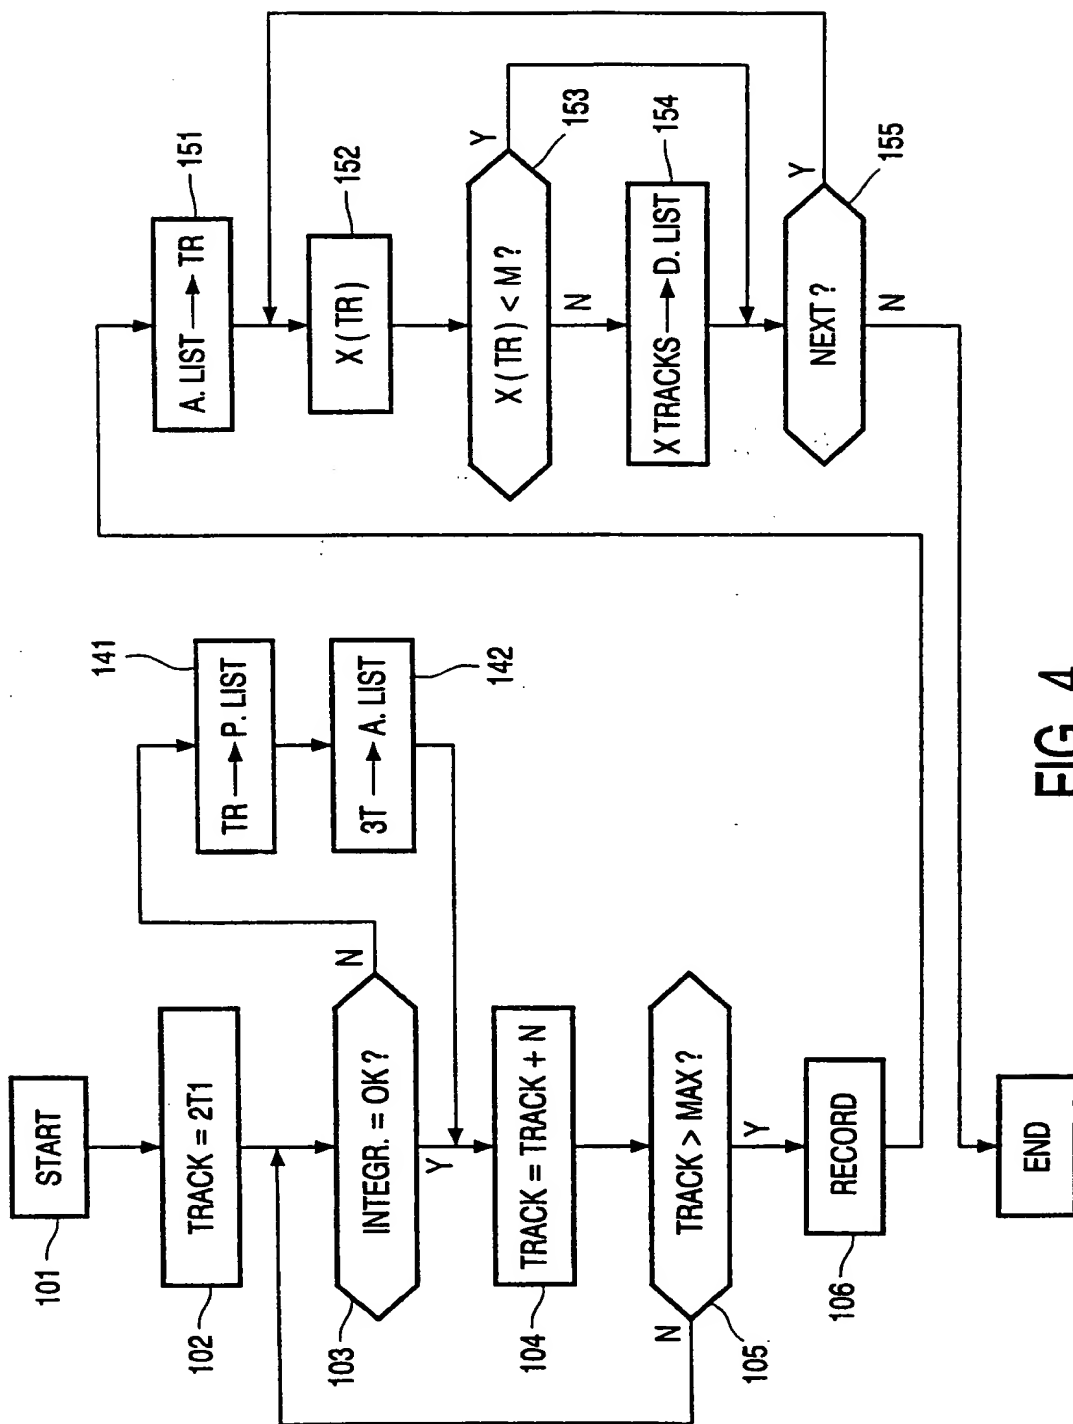 START
101
TRACK = 2T1
102
INTEGR. = OK?
103
N
Y
TR → P. LIST
141
3T → A. LIST
142
TRACK = TRACK + N
104
TRACK > MAX?
105
N
Y
RECORD
106
END
A. LIST → TR
151
X (TR)
152
X (TR) < M ?
153
Y
N
X TRACKS → D. LIST
154
NEXT ?
155
Y
N
FIG. 4